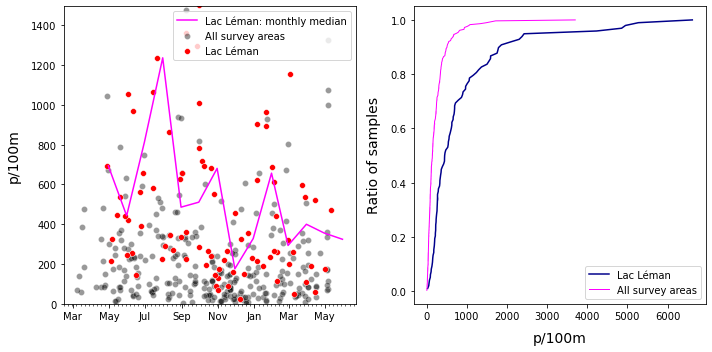 Lac Léman: monthly median
All survey areas
Lac Léman
p/100m
1400
1200
1000
800
600
400
200
0
Mar May Jul Sep Nov Jan Mar May
Ratio of samples
1.0
0.8
0.6
0.4
0.2
0.0
Lac Léman
All survey areas
0 1000 2000 3000 4000 5000 6000
p/100m